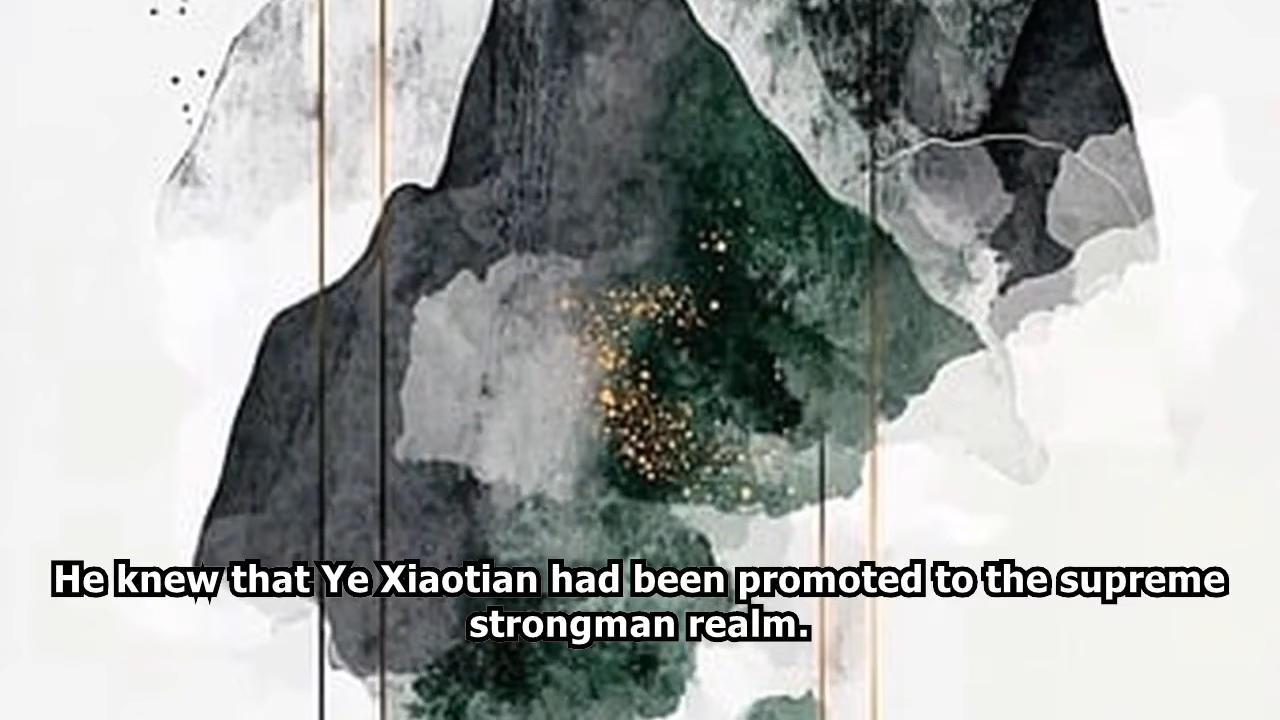 He knew that Ye Xiaotian had been promoted to the supreme
strongman realm.